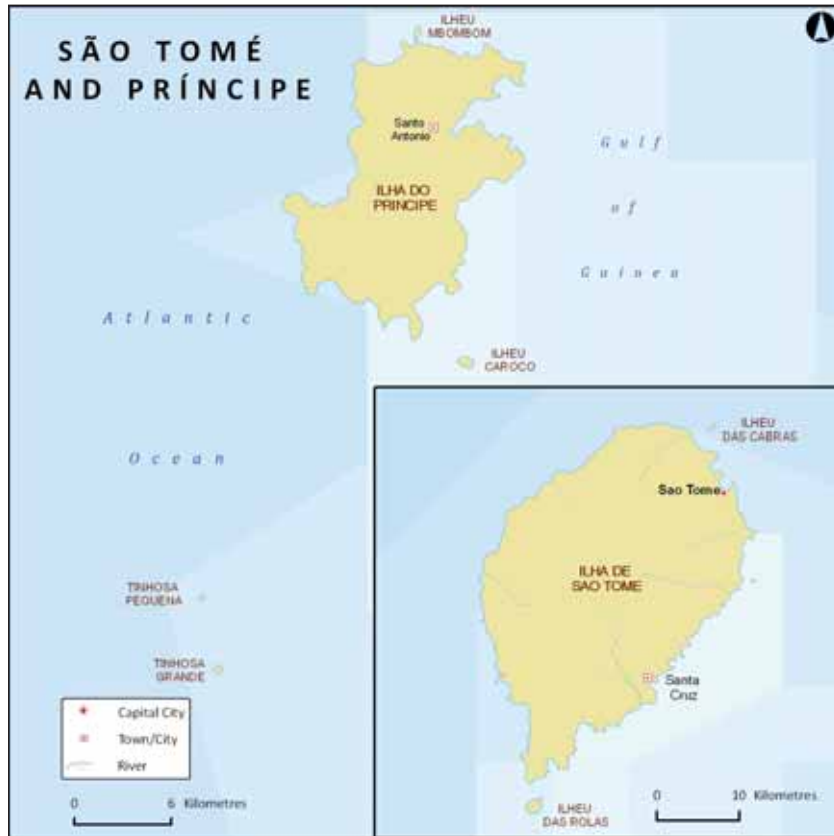 SÃO TOMÉ
AND PRÍNCIPE
ILHEU
MBOMBOM
Santo
Antonio
ILHA DO
PRINCIPE
Gulf
of
Guinea
Atlantic
Ocean
ILHEU
CAROCO
TINHOSA
PEQUENA
TINHOSA
GRANDE
Capital City
Town/City
River
0 6 Kilometres
ILHEU
DAS CABRAS
Sao Tome
ILHA DE
SAO TOME
Santa
Cruz
ILHEU
DAS ROLAS
0 10 Kilometres